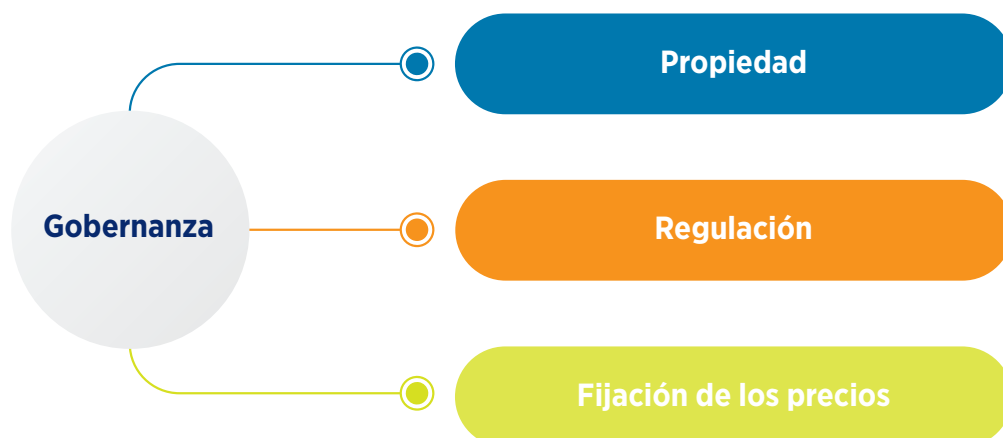 Propiedad
Gobernanza
Regulación
Fijación de los precios